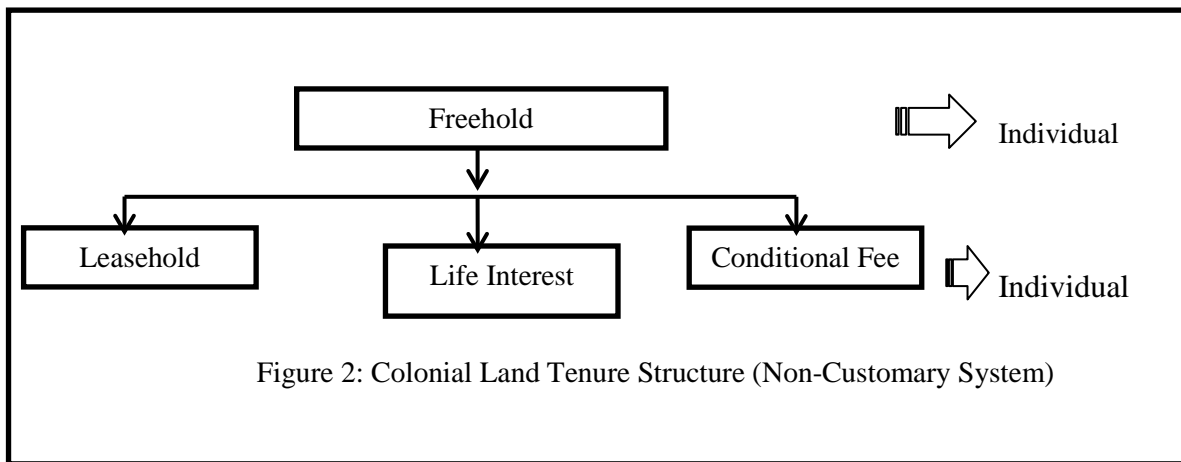 Freehold
Individual
Leasehold
Life Interest
Conditional Fee
Individual
Figure 2: Colonial Land Tenure Structure (Non-Customary System)